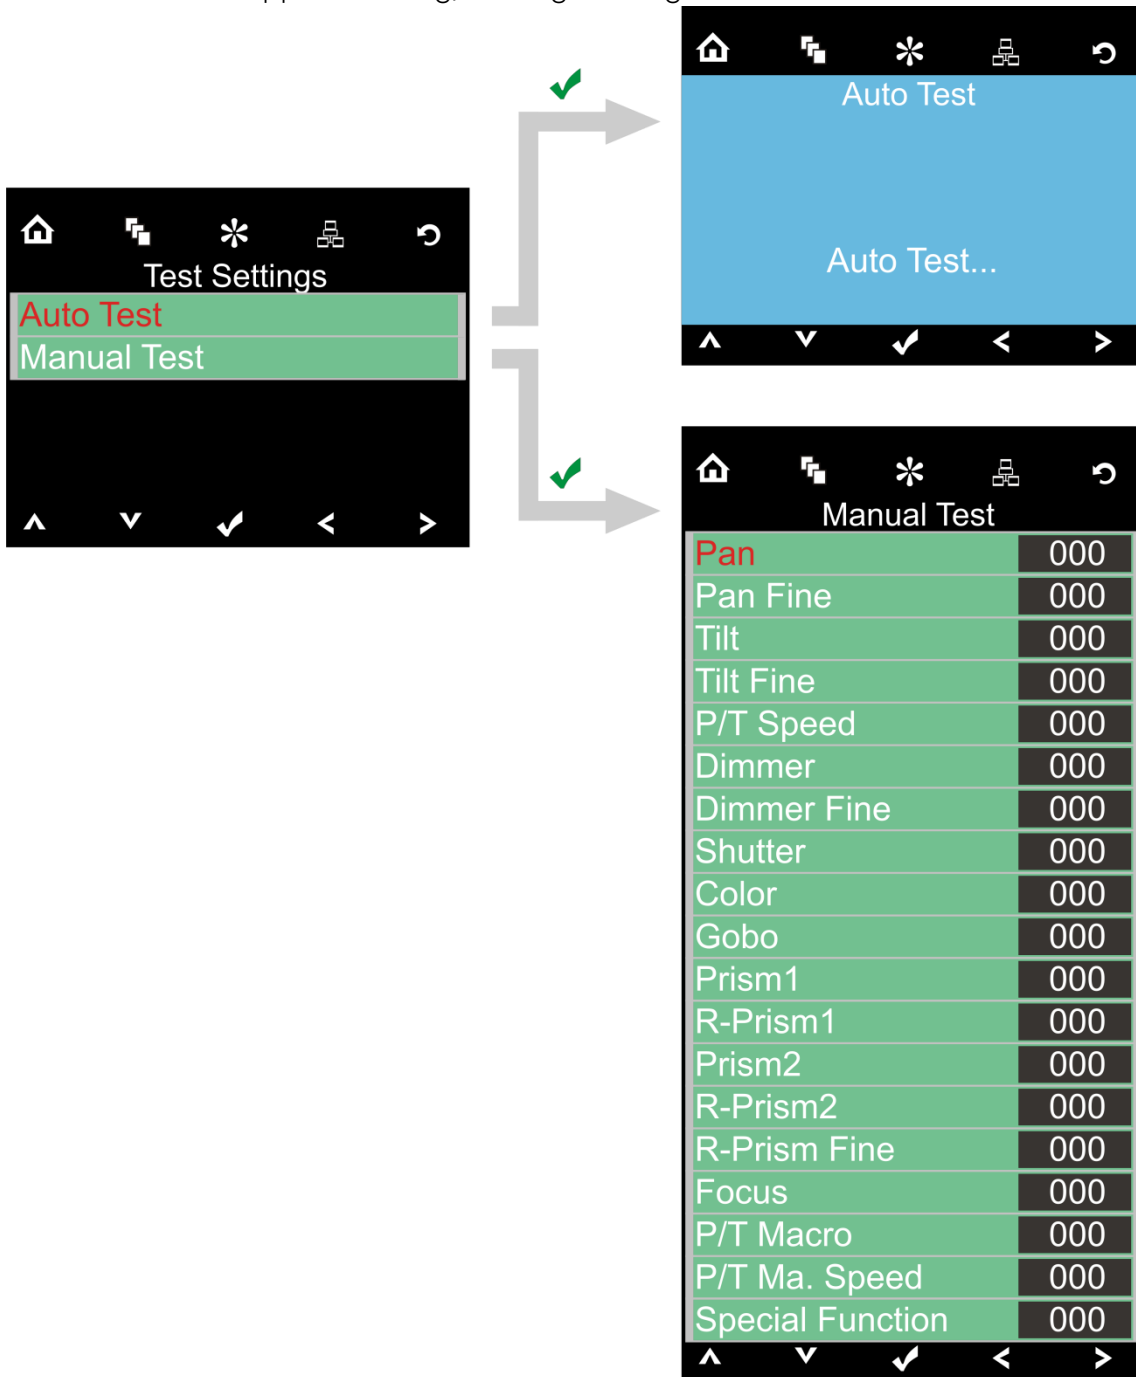 Test Settings
Auto Test
Manual Test
Auto Test
Auto Test...
Manual Test
Pan 000
Pan Fine 000
Tilt 000
Tilt Fine 000
P/T Speed 000
Dimmer 000
Dimmer Fine 000
Shutter 000
Color 000
Gobo 000
Prism1 000
R-Prism1 000
Prism2 000
R-Prism2 000
R-Prism Fine 000
Focus 000
P/T Macro 000
P/T Ma. Speed 000
Special Function 000